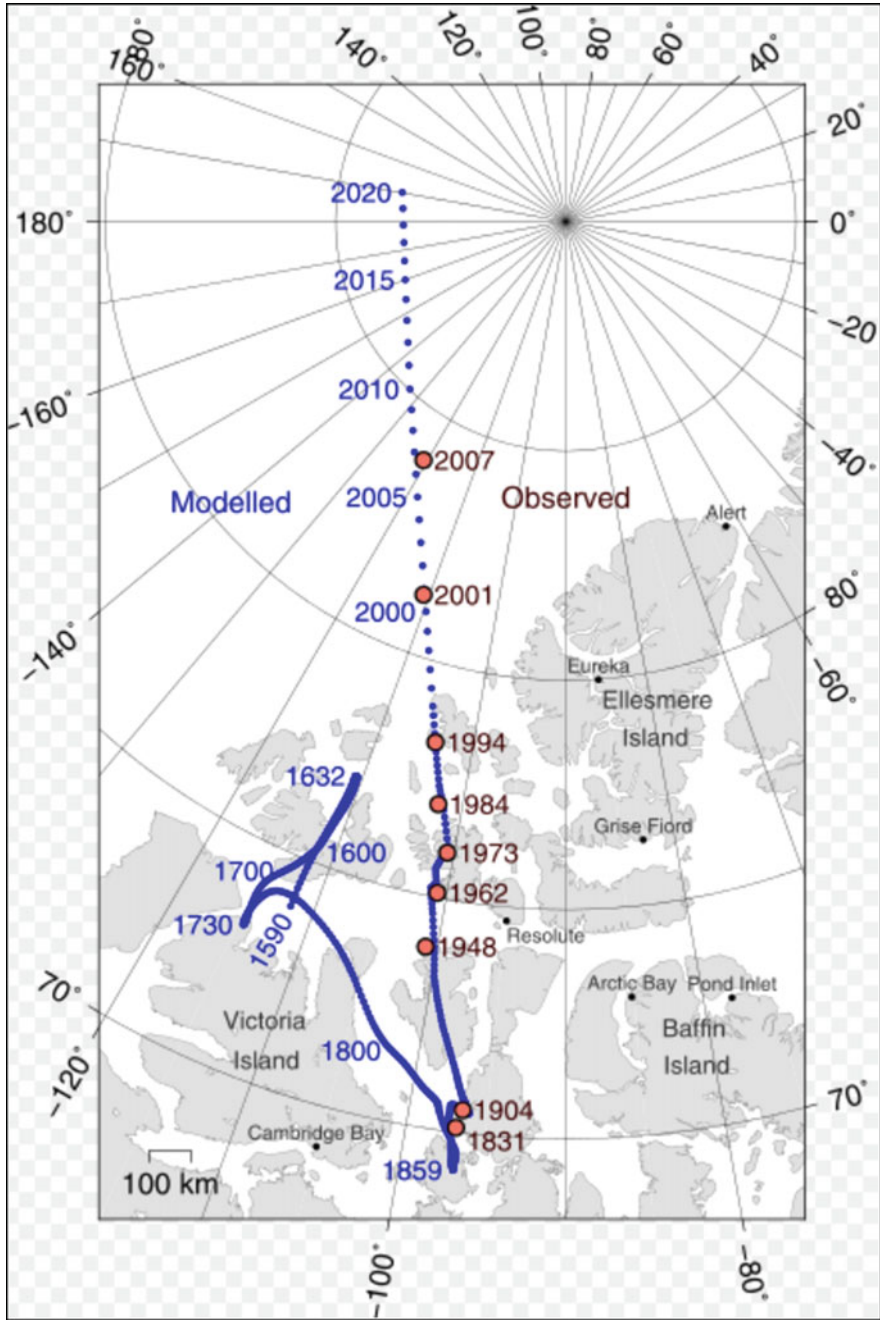 180°
160°
140°
120°
100°
80°
60°
40°
20°
180°
0°
-20°
-160°
-40°
-140°
80°
-60°
70°
-120°
70°
-100°
-80°
2020
2015
2010
2007
Modelled
2005
Observed
Alert
2001
2000
Eureka
Ellesmere
Island
1994
1632
1984
Grise Fiord
1600
1973
1700
1962
1730
1590
1948
Resolute
Arctic Bay
Pond Inlet
Victoria
Island
Baffin
Island
1800
1904
1831
Cambridge Bay
1859
100 km